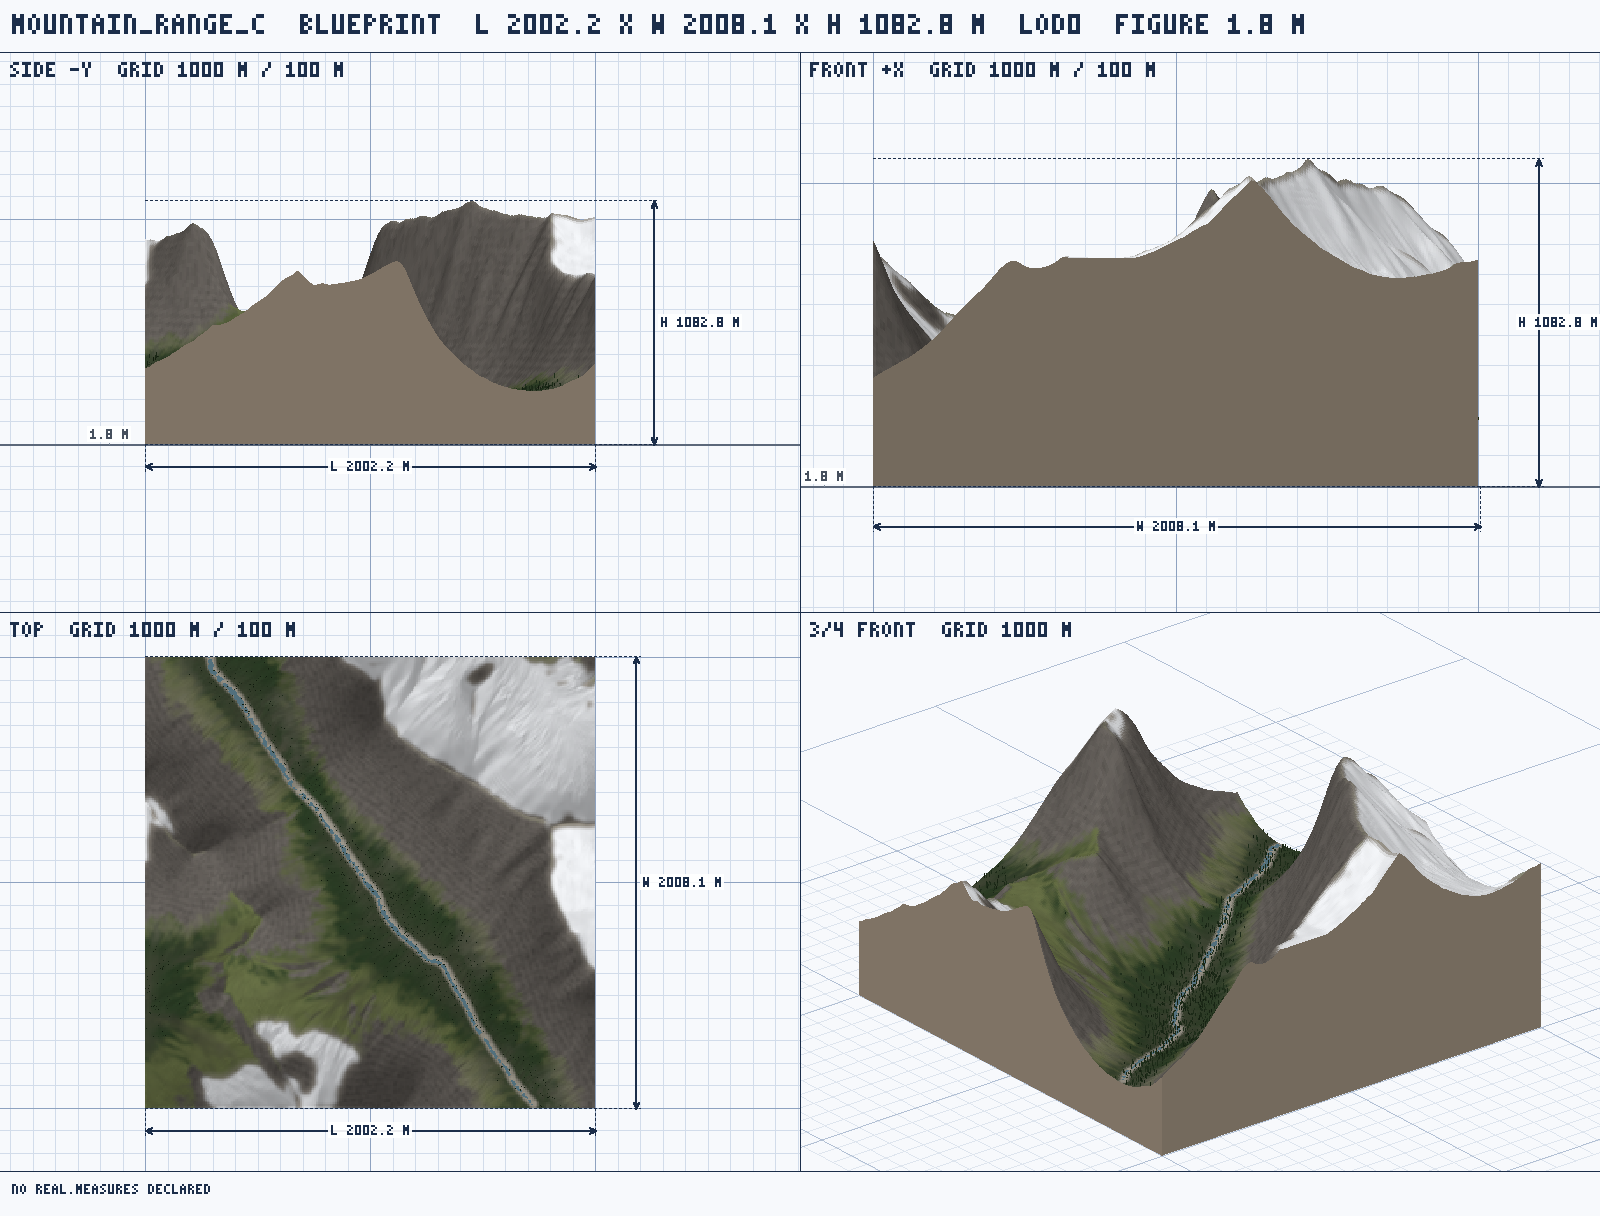 MOUNTAIN_RANGE_C  BLUEPRINT  L 2002.2 X W 2008.1 X H 1082.8 M  LOD0  FIGURE 1.8 M
SIDE -Y  GRID 1000 M / 100 M
H 1082.8 M
1.8 M
L 2002.2 M
FRONT +X  GRID 1000 M / 100 M
H 1082.8 M
1.8 M
W 2008.1 M
TOP  GRID 1000 M / 100 M
W 2008.1 M
L 2002.2 M
3/4 FRONT  GRID 1000 M
NO REAL.MEASURES DECLARED